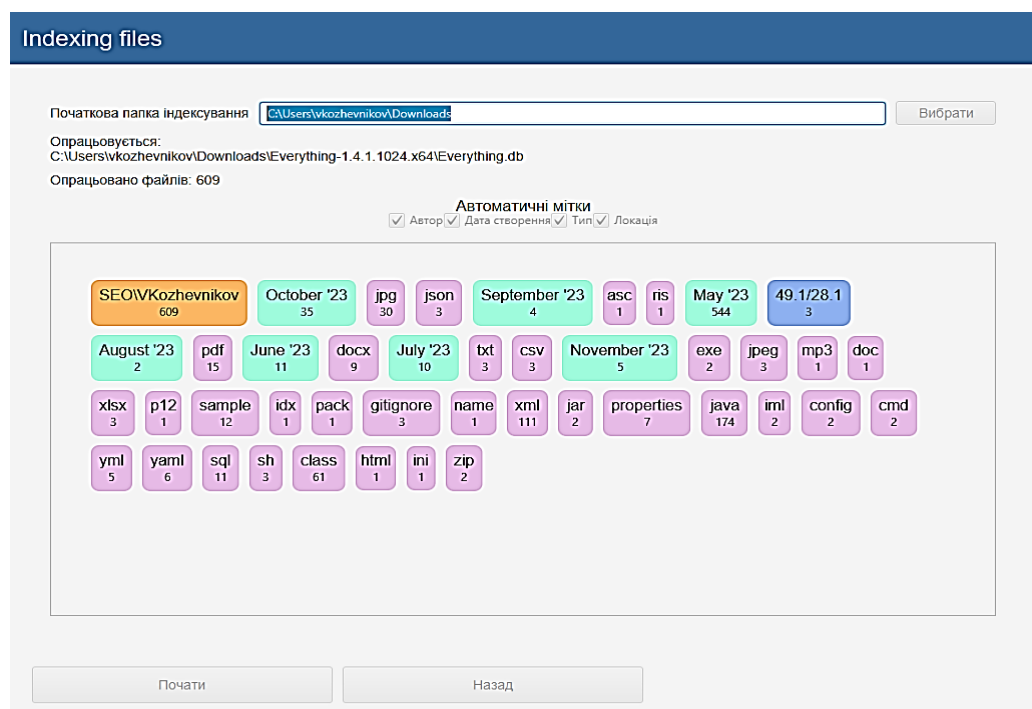 Indexing files
Початкова папка індексування C:\Users\vkozhevnikov\Downloads Вибрати
Опрацьовується:
C:\Users\vkozhevnikov\Downloads\Everything-1.4.1.1024.x64\Everything.db
Опрацьовано файлів: 609
Автоматичні мітки
Автор Дата створення Тип Локація
SEO\VKozhevnikov October '23 jpg json September '23 asc ris May '23 49.1/28.1
609 35 30 3 4 1 1 544 3
August '23 pdf June '23 docx July '23 txt csv November '23 exe jpeg mp3 doc
2 15 11 9 10 3 3 5 2 3 1 1
xlsx p12 sample idx pack gitignore name xml jar properties java iml config cmd
3 1 12 1 1 3 1 111 2 7 174 2 2 2
yml yaml sql sh class html ini zip
5 6 11 3 61 1 1 2
Почати Назад